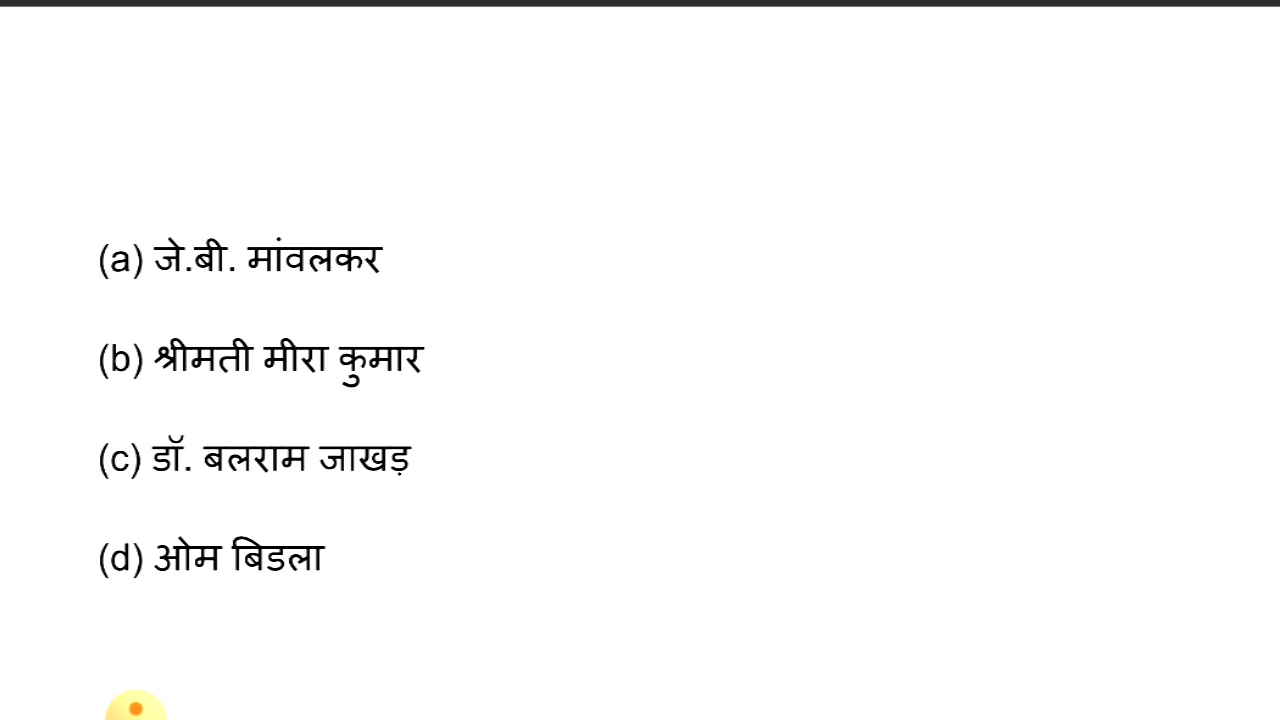 (a) जे.बी. मांवलकर
(b) श्रीमती मीरा कुमार
(c) डॉ. बलराम जाखड़
(d) ओम बिडला